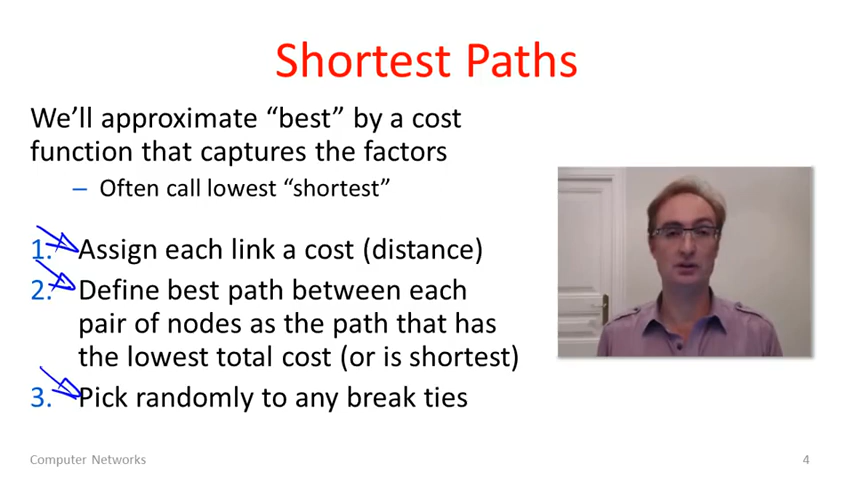 Shortest Paths
We'll approximate “best” by a cost
function that captures the factors
– Often call lowest “shortest”
1. Assign each link a cost (distance)
2. Define best path between each
pair of nodes as the path that has
the lowest total cost (or is shortest)
3. Pick randomly to any break ties
Computer Networks
4